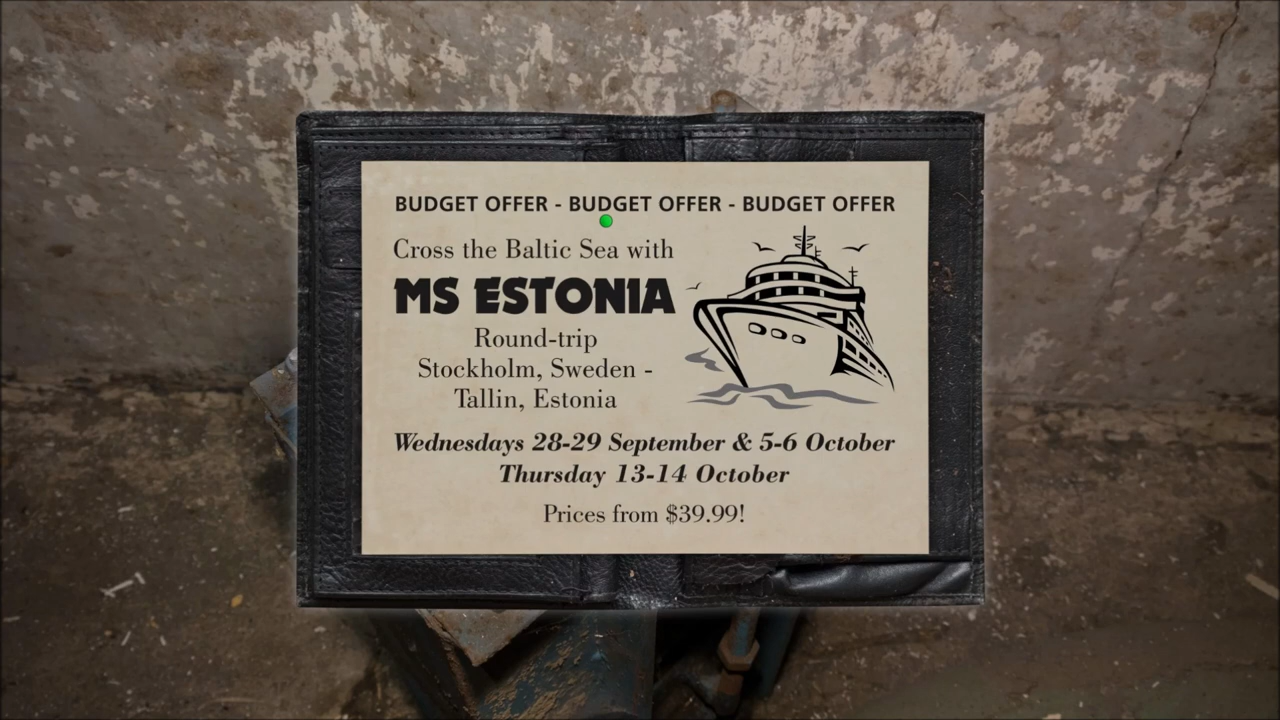 BUDGET OFFER - BUDGET OFFER - BUDGET OFFER
Cross the Baltic Sea with
MS ESTONIA
Round-trip
Stockholm, Sweden -
Tallin, Estonia
Wednesdays 28-29 September & 5-6 October
Thursday 13-14 October
Prices from $39.99!